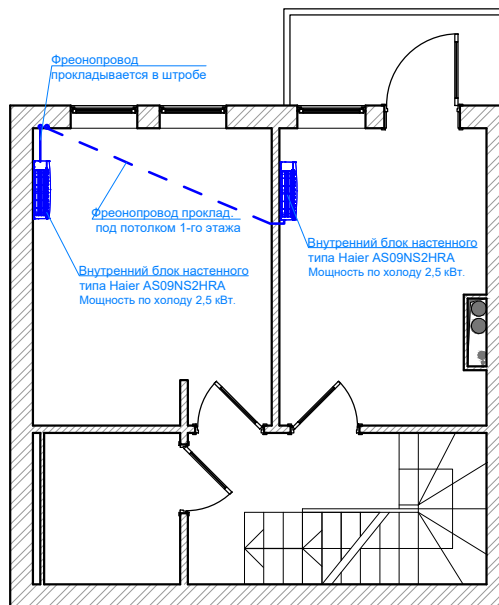 Фреонопровод
прокладывается в штробе
Фреонопровод проклад.
под потолком 1-го этажа
Внутренний блок настенного
типа Haier AS09NS2HRA
Мощность по холоду 2,5 кВт.
Внутренний блок настенного
типа Haier AS09NS2HRA
Мощность по холоду 2,5 кВт.